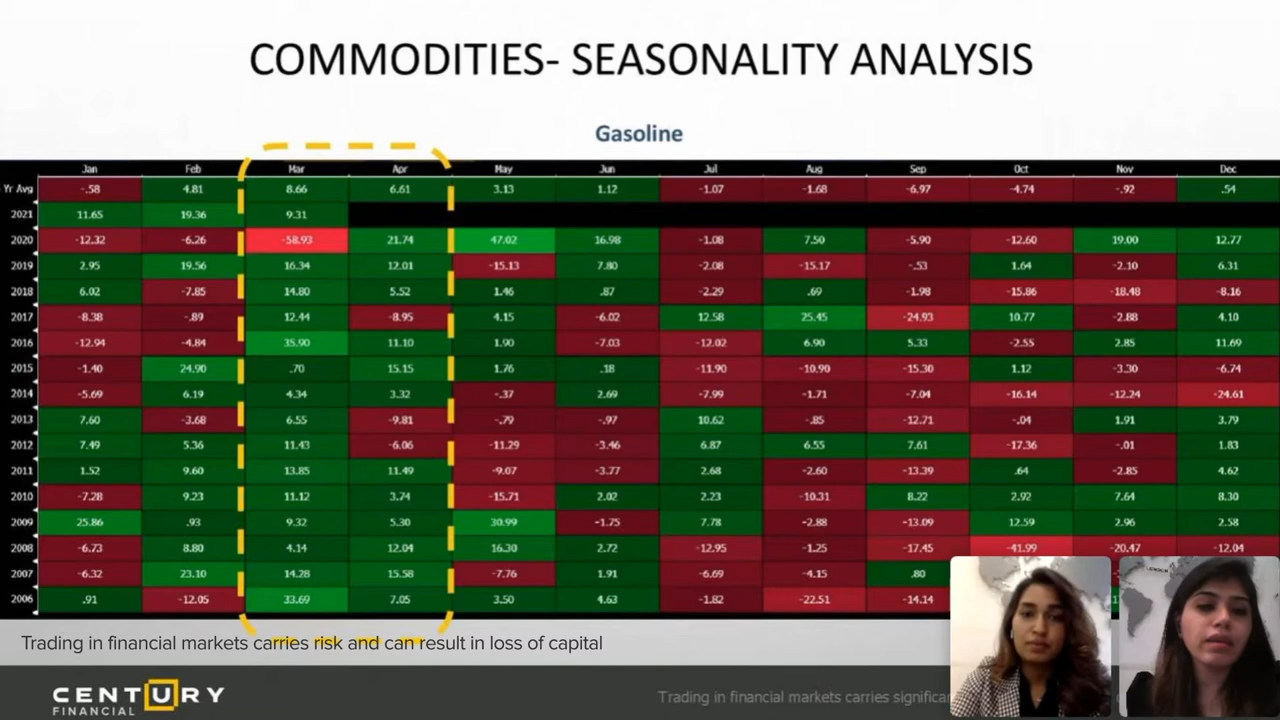 COMMODITIES- SEASONALITY ANALYSIS
Gasoline
Jan Feb Mar Apr May Jun Jul Aug Sep Oct Nov Dec
Yr Avg -.58 4.81 8.66 6.61 3.13 1.12 -1.07 -1.68 -6.97 -4.74 -.92 .54
2021 11.65 19.36 9.31
2020 -12.32 -6.26 -58.93 21.74 47.02 16.98 -1.08 7.50 -5.90 -12.60 19.00 12.77
2019 2.95 19.56 16.34 12.01 -15.13 7.80 -2.08 -15.17 -.53 1.64 -2.10 6.31
2018 6.02 -7.85 14.80 5.52 1.46 .87 -2.29 .69 -1.98 -15.86 -18.48 -8.16
2017 -8.38 -.89 12.44 -8.95 4.15 -6.02 12.58 25.45 -24.93 10.77 -2.88 4.10
2016 -12.94 -4.84 35.90 11.10 1.90 -7.03 -12.02 6.90 5.33 -2.55 2.85 11.69
2015 -1.40 24.90 .70 15.15 1.76 .18 -11.90 -10.90 -15.30 1.12 -3.30 -6.74
2014 -5.69 6.19 4.34 3.32 -.37 2.69 -7.99 -1.71 -7.04 -16.14 -12.24 -24.61
2013 7.60 -3.68 6.55 -9.81 -.79 -.97 10.62 -.85 -12.71 -.04 1.91 3.79
2012 7.49 5.36 11.43 -6.06 -11.29 -3.46 6.87 6.55 7.61 -17.36 -.01 1.83
2011 1.52 9.60 13.85 11.49 -9.07 -3.77 2.68 -2.60 -13.39 .64 -2.85 4.62
2010 -7.28 9.23 11.12 3.74 -15.71 2.02 2.23 -10.31 8.22 2.92 7.64 8.30
2009 25.86 .93 9.32 5.30 30.99 -1.75 7.78 -2.88 -13.09 12.59 2.96 2.58
2008 -6.73 8.80 4.14 12.04 16.30 2.72 -12.95 -1.25 -17.45 -41.99 -20.47 -12.04
2007 -6.32 23.10 14.28 15.58 -7.76 1.91 -6.69 -4.15 .80
2006 .91 -12.05 33.69 7.05 3.50 4.63 -1.82 -22.51 -14.14
Trading in financial markets carries risk and can result in loss of capital
CENTURY
FINANCIAL
Trading in financial markets carries